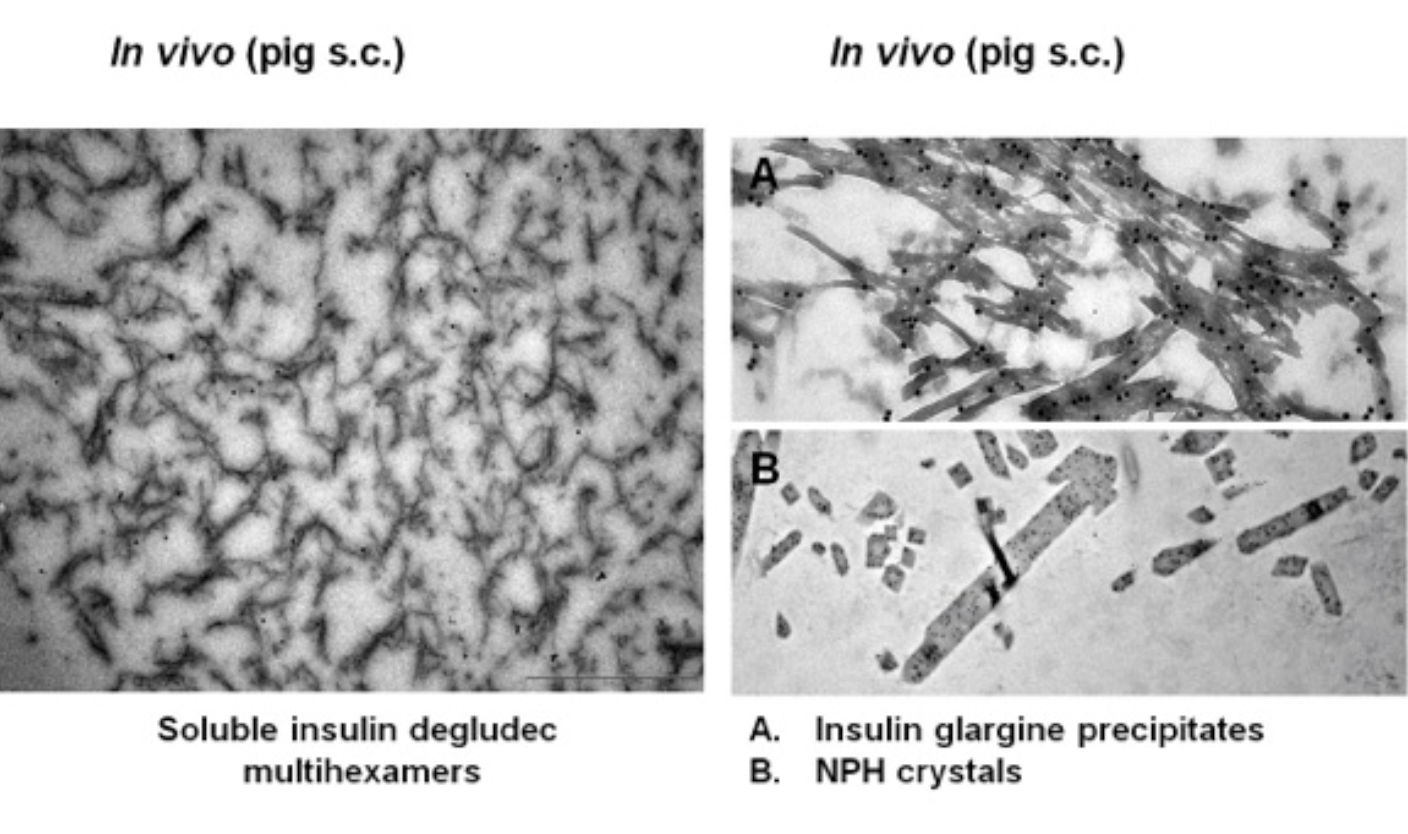 In vivo (pig s.c.)
In vivo (pig s.c.)
A
B
Soluble insulin degludec
multihexamers
A. Insulin glargine precipitates
B. NPH crystals